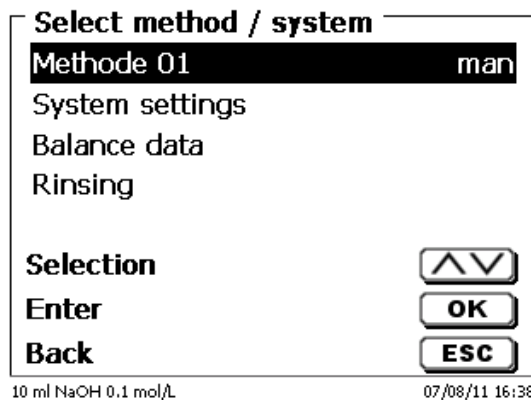 Select method / system
Methode 01 man
System settings
Balance data
Rinsing
Selection
Enter OK
Back ESC
10 ml NaOH 0.1 mol/L 07/08/11 16:38